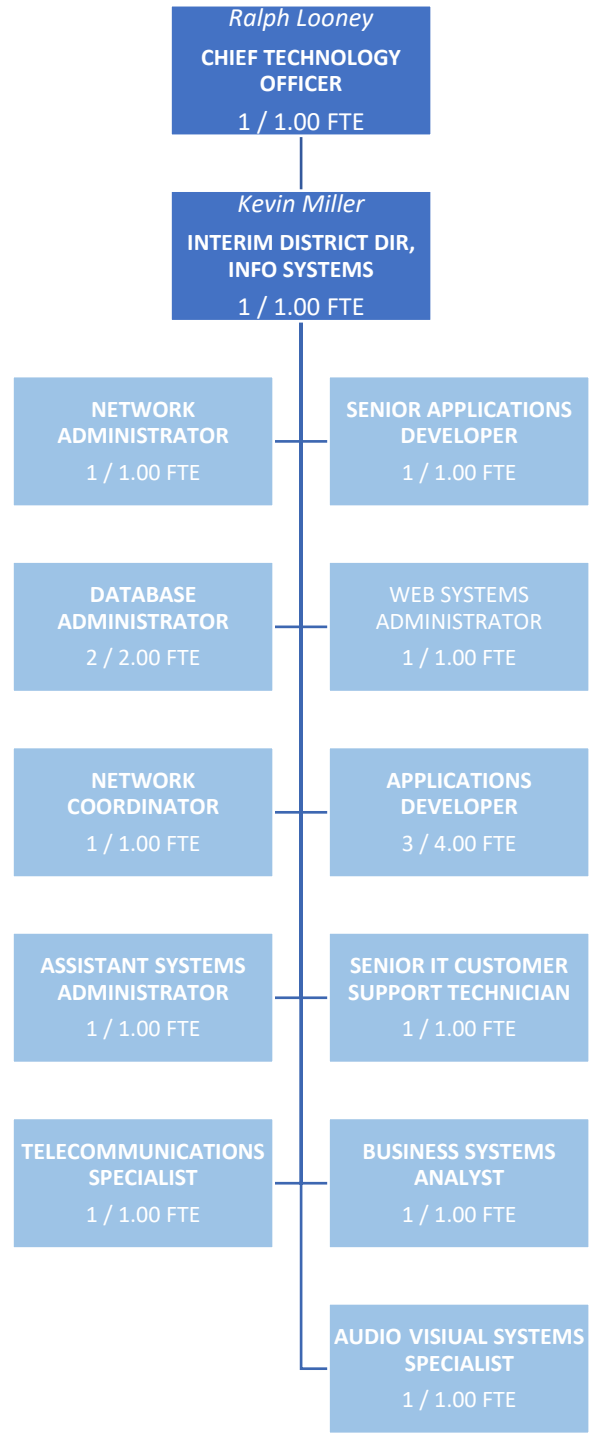 Ralph Looney
CHIEF TECHNOLOGY
OFFICER
1 / 1.00 FTE
Kevin Miller
INTERIM DISTRICT DIR,
INFO SYSTEMS
1 / 1.00 FTE
NETWORK
ADMINISTRATOR
1 / 1.00 FTE
SENIOR APPLICATIONS
DEVELOPER
1 / 1.00 FTE
DATABASE
ADMINISTRATOR
2 / 2.00 FTE
WEB SYSTEMS
ADMINISTRATOR
1 / 1.00 FTE
NETWORK
COORDINATOR
1 / 1.00 FTE
APPLICATIONS
DEVELOPER
3 / 4.00 FTE
ASSISTANT SYSTEMS
ADMINISTRATOR
1 / 1.00 FTE
SENIOR IT CUSTOMER
SUPPORT TECHNICIAN
1 / 1.00 FTE
TELECOMMUNICATIONS
SPECIALIST
1 / 1.00 FTE
BUSINESS SYSTEMS
ANALYST
1 / 1.00 FTE
AUDIO VISIUAL SYSTEMS
SPECIALIST
1 / 1.00 FTE